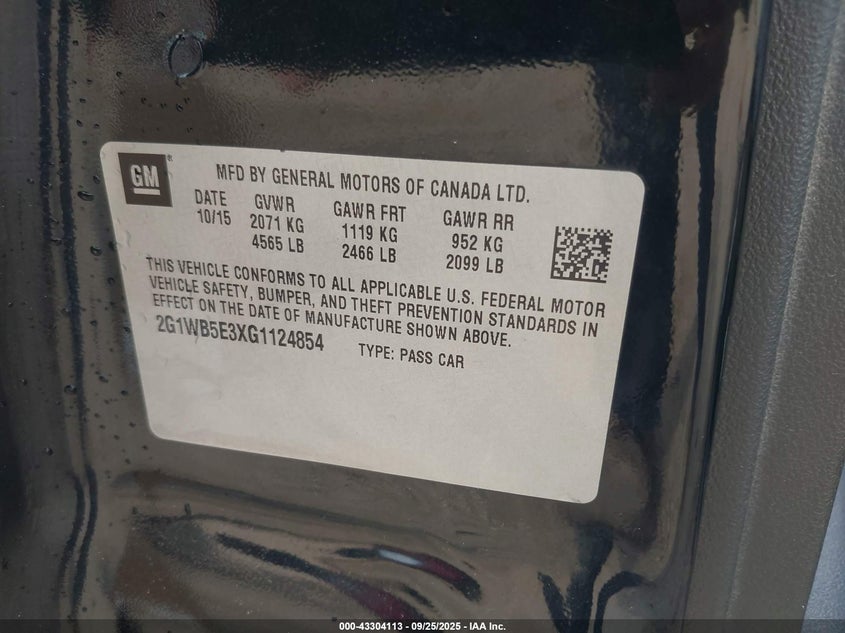 GM
MFD BY GENERAL MOTORS OF CANADA LTD.
DATE GVWR GAWR FRT GAWR RR
10/15 2071 KG 1119 KG 952 KG
4565 LB 2466 LB 2099 LB
THIS VEHICLE CONFORMS TO ALL APPLICABLE U.S. FEDERAL MOTOR
VEHICLE SAFETY, BUMPER, AND THEFT PREVENTION STANDARDS IN
EFFECT ON THE DATE OF MANUFACTURE SHOWN ABOVE.
2G1WB5E3XG1124854 TYPE: PASS CAR
000-43304113 - 09/25/2025 - IAA Inc.